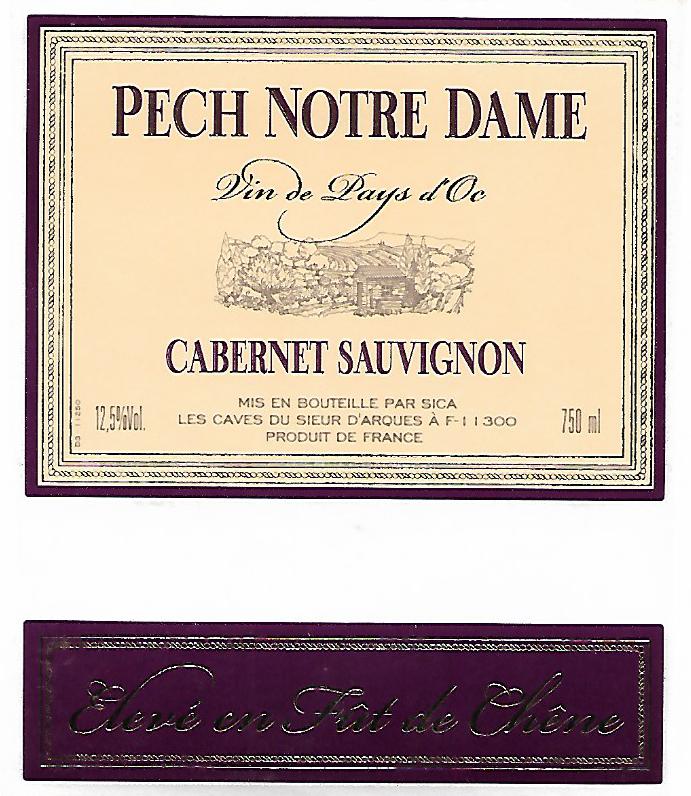 PECH NOTRE DAME
Vin de Pays d'Oc
CABERNET SAUVIGNON
MIS EN BOUTEILLE PAR SICA
LES CAVES DU SIEUR D'ARQUES À F-11300
PRODUIT DE FRANCE
12,5%Vol.
750 ml
11250
Elevé en Fût de Chêne